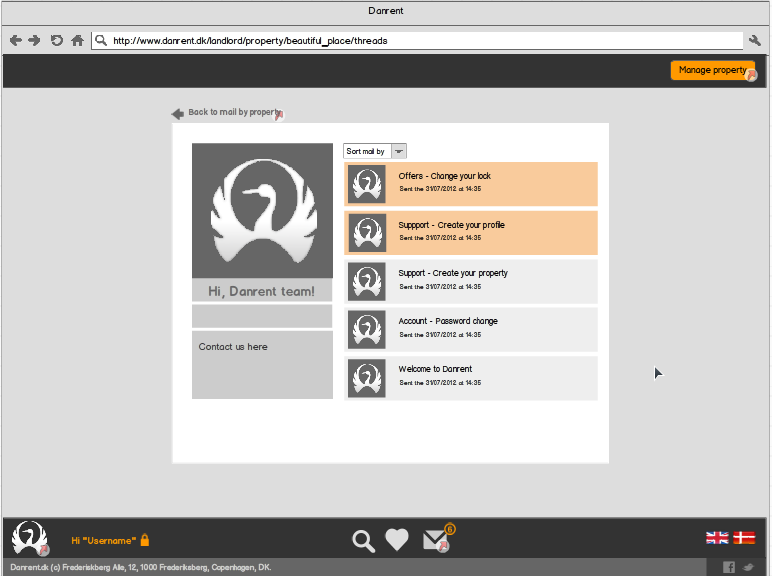 Danrent
http://www.danrent.dk/landlord/property/beautiful_place/threads
Manage property
Back to mail by property
Sort mail by
Offers - Change your lock
Sent the 31/07/2012 at 14:35
Suppport - Create your profile
Sent the 31/07/2012 at 14:35
Hi, Danrent team!
Support - Create your property
Sent the 31/07/2012 at 14:35
Account - Password change
Sent the 31/07/2012 at 14:35
Contact us here
Welcome to Danrent
Sent the 31/07/2012 at 14:35
6
Hi "Username"
Danrent.dk (c) Frederiskberg Alle, 12, 1000 Frederikaberg, Copenhagen, DK.